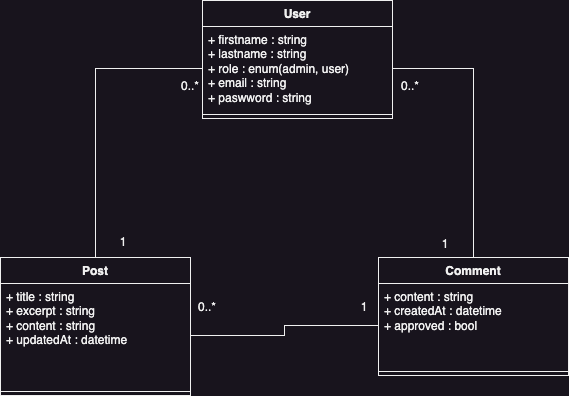 User
+ firstname : string
+ lastname : string
+ role : enum(admin, user)
+ email : string
+ paswword : string
0..*
0..*
1
1
Post
+ title : string
+ excerpt : string
+ content : string
+ updatedAt : datetime
0..*
1
Comment
+ content : string
+ createdAt : datetime
+ approved : bool